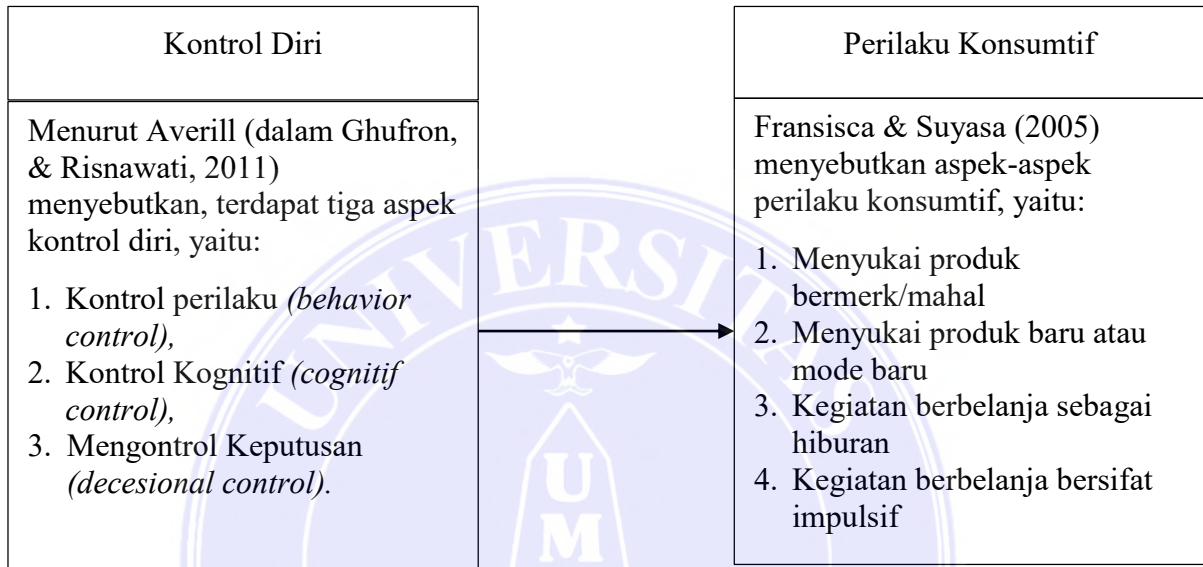 Kontrol Diri
Menurut Averill (dalam Ghufron,
& Risnawati, 2011)
menyebutkan, terdapat tiga aspek
kontrol diri, yaitu:
1. Kontrol perilaku (behavior
control),
2. Kontrol Kognitif (cognitif
control),
3. Mengontrol Keputusan
(decesional control).
Perilaku Konsumtif
Fransisca & Suyasa (2005)
menyebutkan aspek-aspek
perilaku konsumtif, yaitu:
1. Menyukai produk
bermerk/mahal
2. Menyukai produk baru atau
mode baru
3. Kegiatan berbelanja sebagai
hiburan
4. Kegiatan berbelanja bersifat
impulsif
UNIVERSITAS
U
M